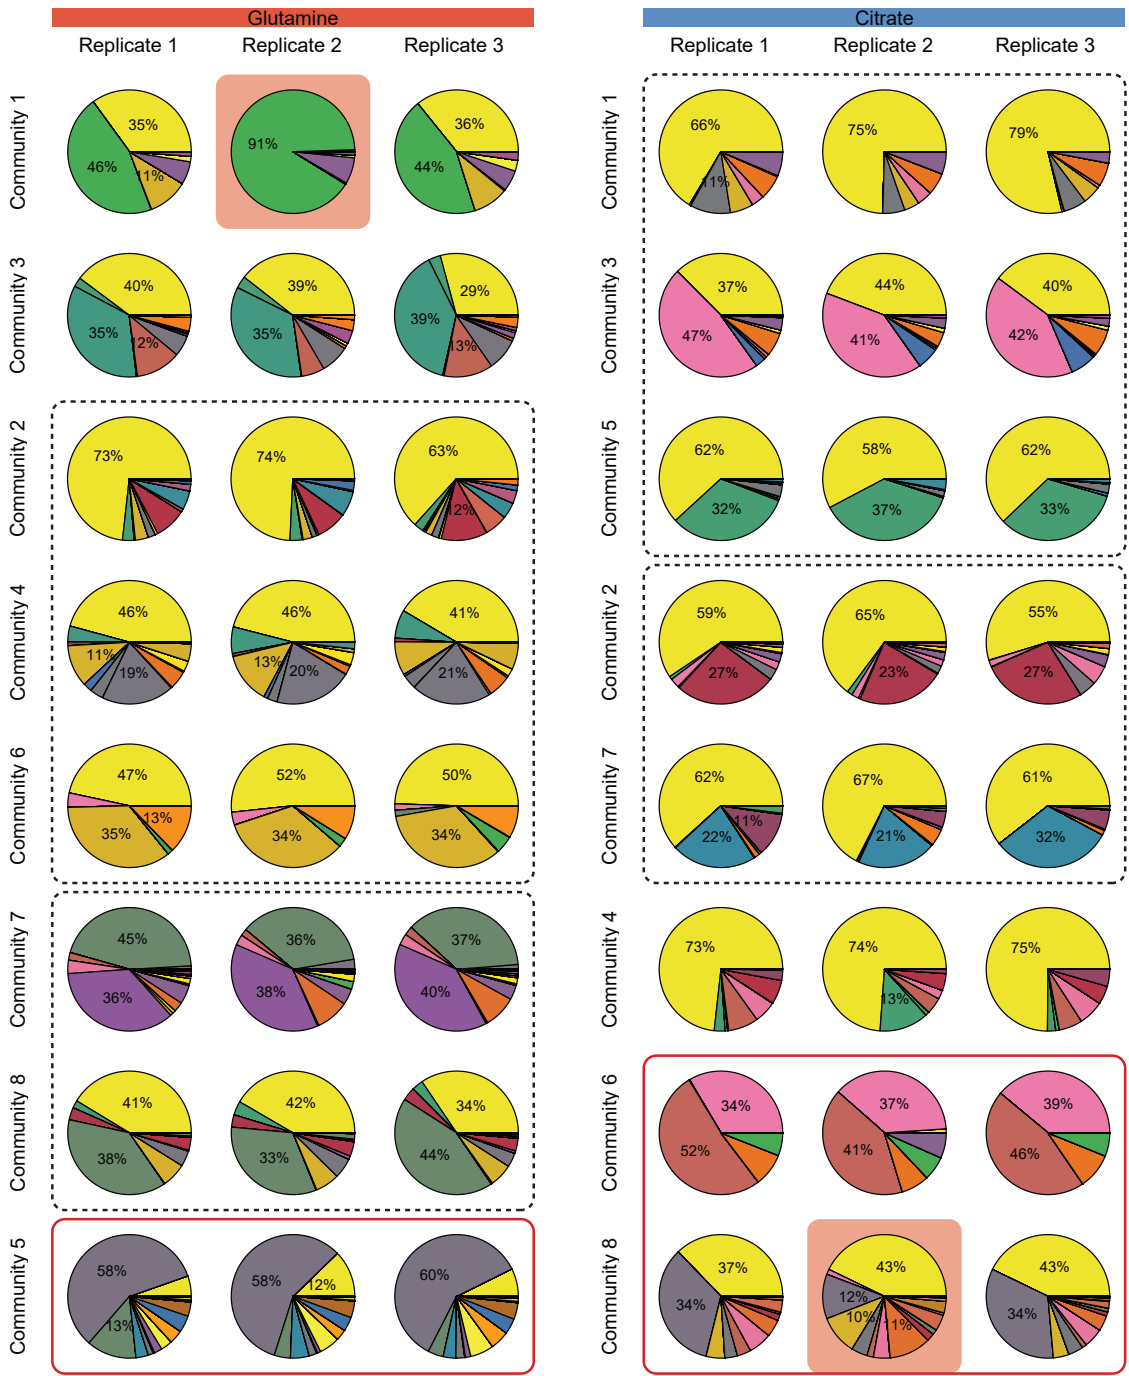 Glutamine
Citrate
Replicate 1 Replicate 2 Replicate 3
Replicate 1 Replicate 2 Replicate 3
Community 1
35% 46% 11%
91%
36% 44%
Community 1
66% 11%
75%
79%
Community 3
40% 35% 12%
39% 35%
29% 39% 13%
Community 3
37% 47%
44% 41%
40% 42%
Community 2
73%
74%
63% 12%
Community 5
62% 32%
58% 37%
62% 33%
Community 4
46% 11% 19%
46% 13% 20%
41% 21%
Community 2
59% 27%
65% 23%
55% 27%
Community 6
47% 13% 35%
52% 34%
50% 34%
Community 7
62% 11% 22%
67% 21%
61% 32%
Community 7
45% 36%
36% 38%
37% 40%
Community 4
73%
74% 13%
75%
Community 8
41% 38%
42% 33%
34% 44%
Community 6
34% 52%
37% 41%
39% 46%
Community 5
58% 13%
58% 12%
60%
Community 8
37% 34%
43% 12% 10% 11%
43% 34%